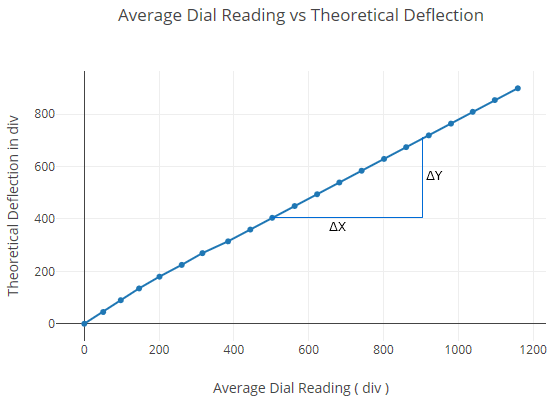 Average Dial Reading vs Theoretical Deflection
Theoretical Deflection in div
800
600
400
200
0
ΔY
ΔX
0 200 400 600 800 1000 1200
Average Dial Reading ( div )